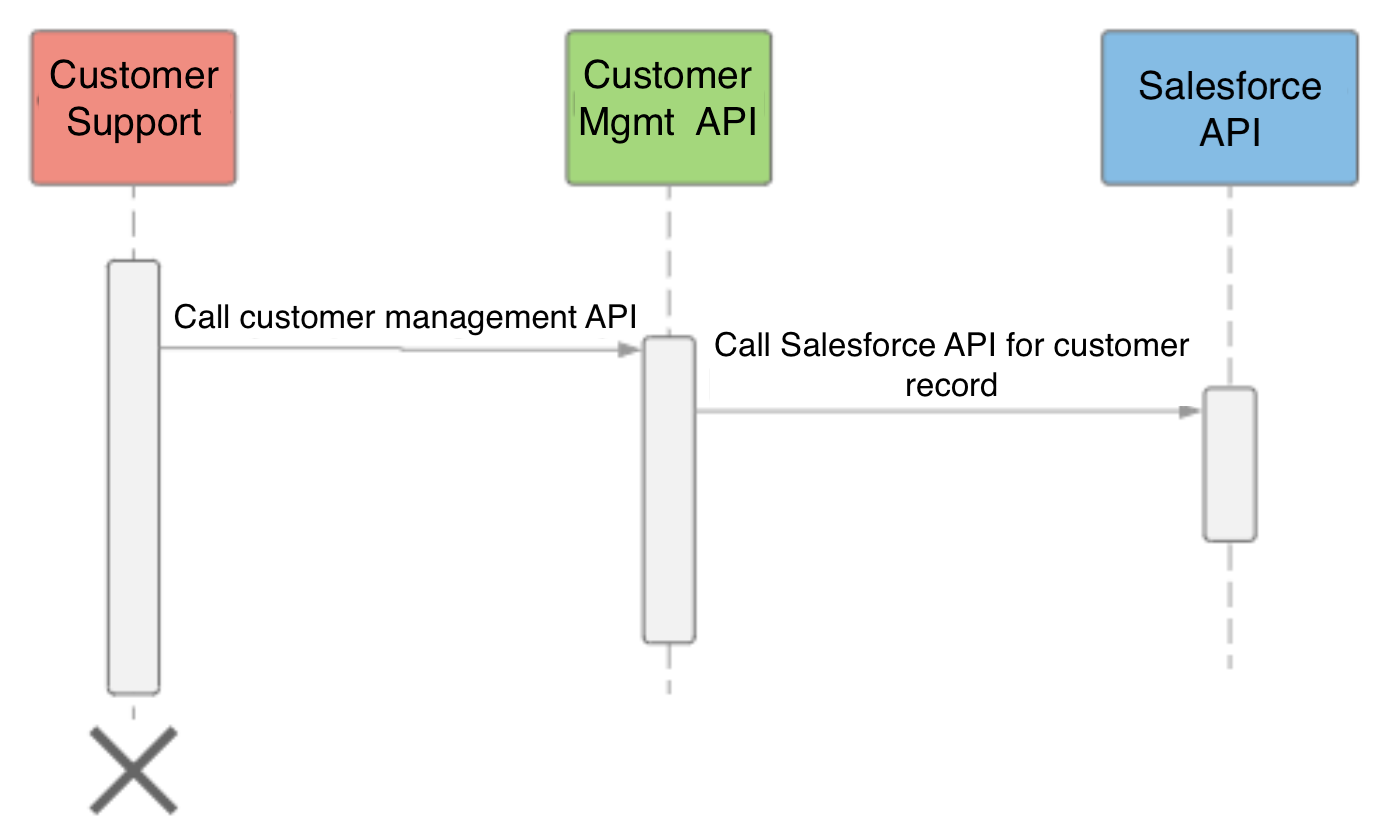 Customer
Support
Customer
Mgmt  API
Salesforce
API
Call customer management API
Call Salesforce API for customer
record